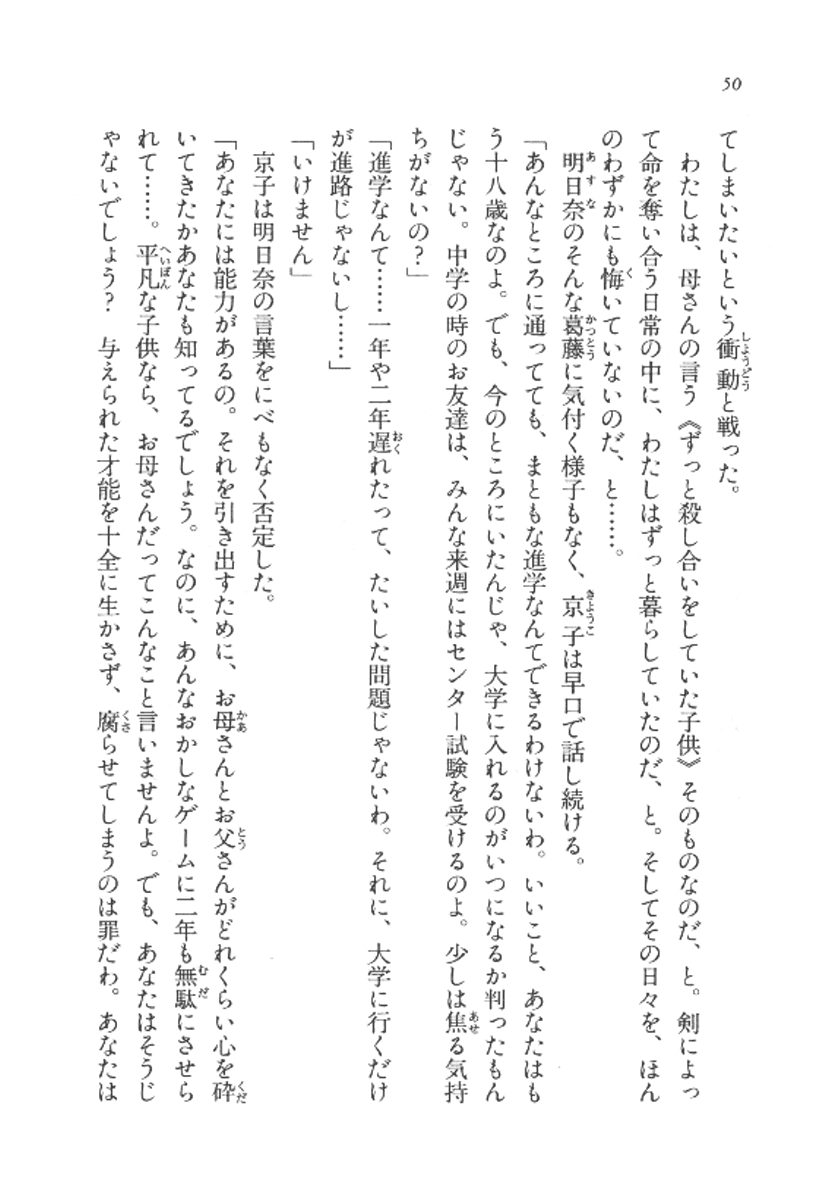 50
てしまいたいという衝動と戦った。
　わたしは、母さんの言う《ずっと殺し合いをしていた子供》そのものなのだ、と。剣によっ
て命を奪い合う日常の中に、わたしはずっと暮らしていたのだ、と。そしてその日々を、ほん
のわずかにも悔いていないのだ、と……。
　明日奈のそんな葛藤に気付く様子もなく、京子は早口で話し続ける。
「あんなところに通ってても、まともな進学なんてできるわけないわ。いいこと、あなたはも
う十八歳なのよ。でも、今のところにいたんじゃ、大学に入れるのがいつになるか判ったもん
じゃない。中学の時のお友達は、みんな来週にはセンター試験を受けるのよ。少しは焦る気持
ちがないの？」
「進学なんて……一年や二年遅れたって、たいした問題じゃないわ。それに、大学に行くだけ
が進路じゃないし……」
「いけません」
　京子は明日奈の言葉をにべもなく否定した。
「あなたには能力があるの。それを引き出すために、お母さんとお父さんがどれくらい心を砕
いてきたかあなたも知ってるでしょう。なのに、あんなおかしなゲームに二年も無駄にさせら
れて……。平凡な子供なら、お母さんだってこんなこと言いませんよ。でも、あなたはそうじ
ゃないでしょう？　与えられた才能を十全に生かさず、腐らせてしまうのは罪だわ。あなたは